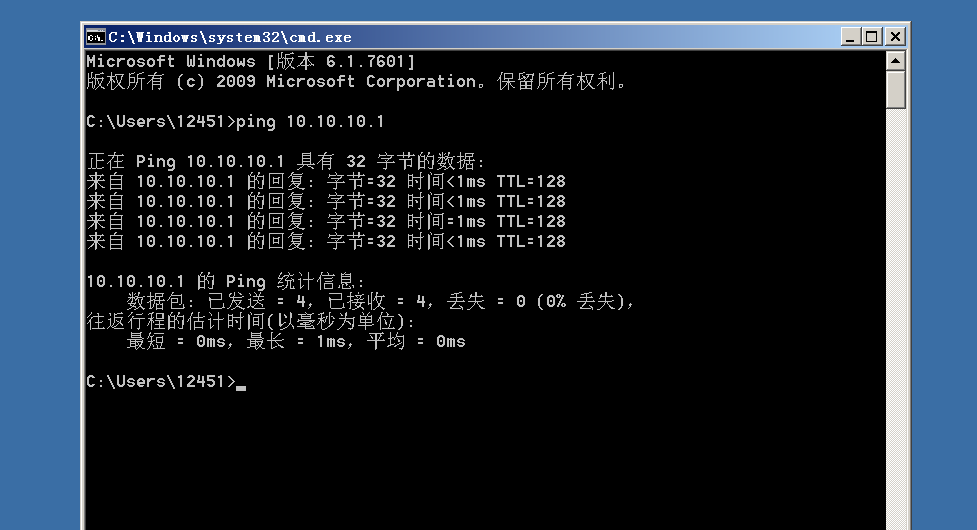 C:\Windows\system32\cmd.exe
Microsoft Windows [版本 6.1.7601]
版权所有 (c) 2009 Microsoft Corporation。保留所有权利。
C:\Users\12451>ping 10.10.10.1
正在 Ping 10.10.10.1 具有 32 字节的数据:
来自 10.10.10.1 的回复: 字节=32 时间<1ms TTL=128
来自 10.10.10.1 的回复: 字节=32 时间<1ms TTL=128
来自 10.10.10.1 的回复: 字节=32 时间=1ms TTL=128
来自 10.10.10.1 的回复: 字节=32 时间<1ms TTL=128
10.10.10.1 的 Ping 统计信息:
数据包: 已发送 = 4，已接收 = 4，丢失 = 0 (0% 丢失)，
往返行程的估计时间(以毫秒为单位):
最短 = 0ms，最长 = 1ms，平均 = 0ms
C:\Users\12451>